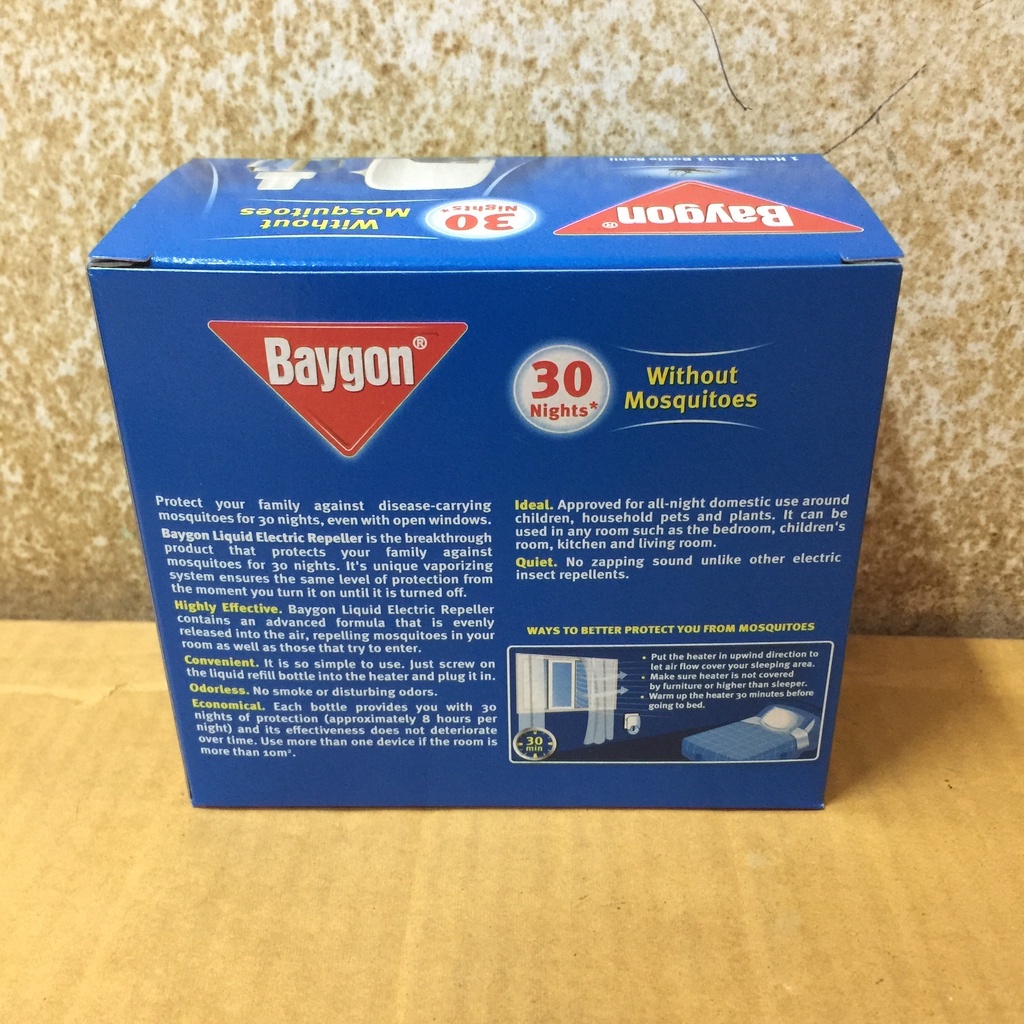 1 Heater and 1 Bottle Refill
Baygon®
30
Nights*
Without
Mosquitoes
Baygon®
30
Nights*
Without
Mosquitoes
Protect your family against disease-carrying
mosquitoes for 30 nights, even with open windows.
Baygon Liquid Electric Repeller is the breakthrough
product that protects your family against
mosquitoes for 30 nights. It's unique vaporizing
system ensures the same level of protection from
the moment you turn it on until it is turned off.
Highly Effective. Baygon Liquid Electric Repeller
contains an advanced formula that is evenly
released into the air, repelling mosquitoes in your
room as well as those that try to enter.
Convenient. It is so simple to use. Just screw on
the liquid refill bottle into the heater and plug it in.
Odorless. No smoke or disturbing odors.
Economical. Each bottle provides you with 30
nights of protection (approximately 8 hours per
night) and its effectiveness does not deteriorate
over time. Use more than one device if the room is
more than 10m².
Ideal. Approved for all-night domestic use around
children, household pets and plants. It can be
used in any room such as the bedroom, children's
room, kitchen and living room.
Quiet. No zapping sound unlike other electric
insect repellents.
WAYS TO BETTER PROTECT YOU FROM MOSQUITOES
• Put the heater in upwind direction to
let air flow cover your sleeping area.
• Make sure heater is not covered
by furniture or higher than sleeper.
• Warm up the heater 30 minutes before
going to bed.
30
min